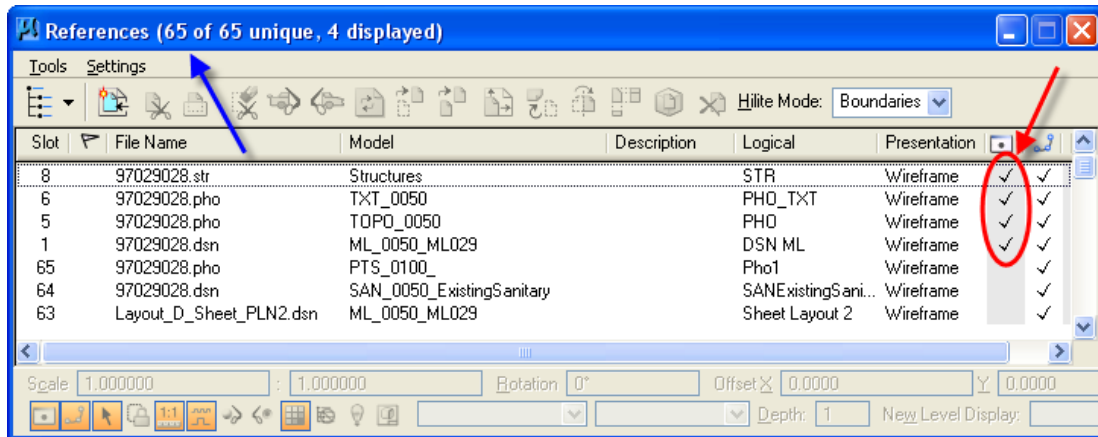 References (65 of 65 unique, 4 displayed)
Tools Settings
Hilite Mode: Boundaries
Slot File Name Model Description Logical Presentation
8 97029028.str Structures STR Wireframe
6 97029028.pho TXT_0050 PHO_TXT Wireframe
5 97029028.pho TOPO_0050 PHO Wireframe
1 97029028.dsn ML_0050_ML029 DSN ML Wireframe
65 97029028.pho PTS_0100_ Pho1 Wireframe
64 97029028.dsn SAN_0050_ExistingSanitary SANExistingSani... Wireframe
63 Layout_D_Sheet_PLN2.dsn ML_0050_ML029 Sheet Layout 2 Wireframe
Scale 1.000000 : 1.000000 Rotation 0° Offset X 0.0000 Y 0.0000
1:1 Depth: 1 New Level Display: